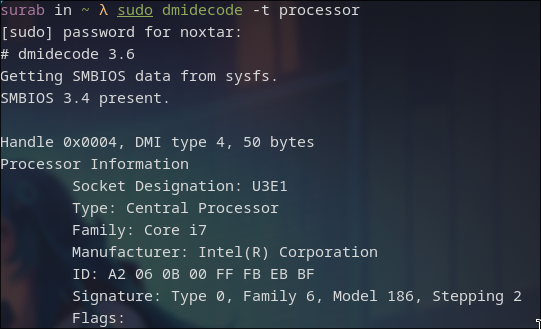 surab in ~ λ sudo dmidecode -t processor
[sudo] password for noxtar:
# dmidecode 3.6
Getting SMBIOS data from sysfs.
SMBIOS 3.4 present.
Handle 0x0004, DMI type 4, 50 bytes
Processor Information
Socket Designation: U3E1
Type: Central Processor
Family: Core i7
Manufacturer: Intel(R) Corporation
ID: A2 06 0B 00 FF FB EB BF
Signature: Type 0, Family 6, Model 186, Stepping 2
Flags: